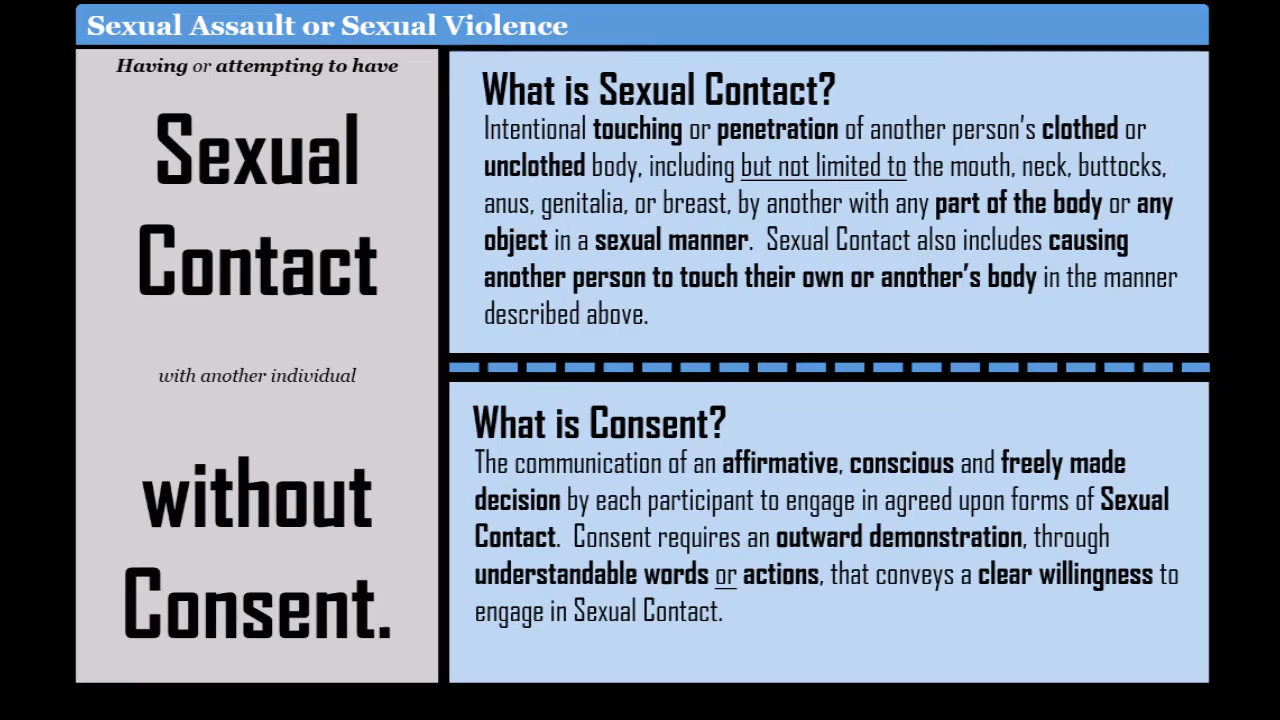 Sexual Assault or Sexual Violence
Having or attempting to have
Sexual
Contact
with another individual
without
Consent.
What is Sexual Contact?
Intentional touching or penetration of another person's clothed or
unclothed body, including but not limited to the mouth, neck, buttocks,
anus, genitalia, or breast, by another with any part of the body or any
object in a sexual manner.  Sexual Contact also includes causing
another person to touch their own or another's body in the manner
described above.
What is Consent?
The communication of an affirmative, conscious and freely made
decision by each participant to engage in agreed upon forms of Sexual
Contact.  Consent requires an outward demonstration, through
understandable words or actions, that conveys a clear willingness to
engage in Sexual Contact.